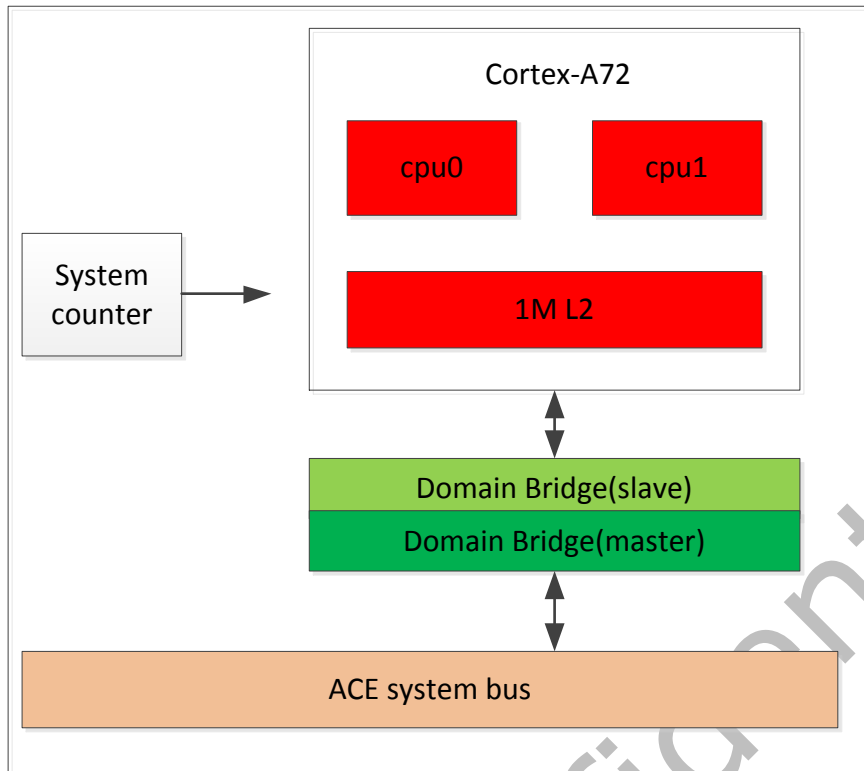 Cortex-A72
cpu0
cpu1
System
counter
1M L2
Domain Bridge(slave)
Domain Bridge(master)
ACE system bus